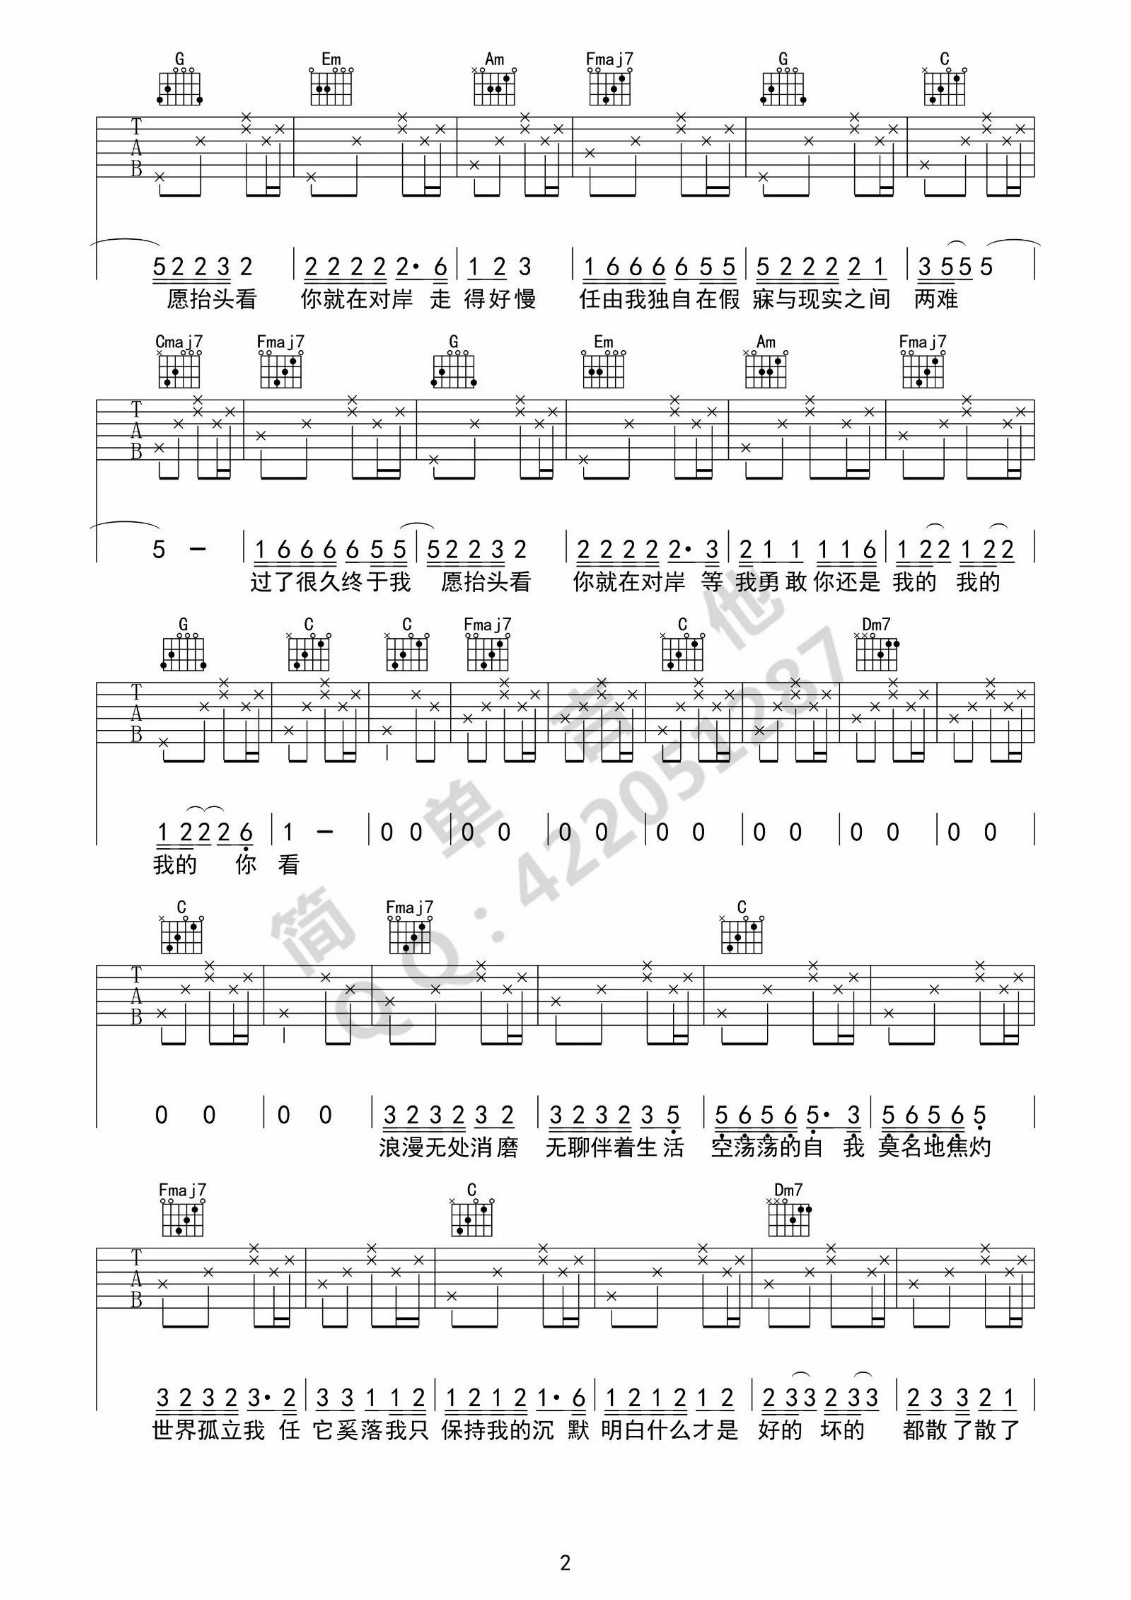 G Em Am Fmaj7 G C
T
A
B
5 2 2 3 2 2 2 2 2 2· 6 1 2 3 1 6 6 6 6 5 5 5 2 2 2 2 1 3 5 5 5
愿抬头看 你就在对岸 走 得好慢 任由我独自在假 寐与现实之间 两难
Cmaj7 Fmaj7 G Em Am Fmaj7
T
A
B
5 - 1 6 6 6 6 5 5 5 2 2 3 2 2 2 2 2 2· 3 2 1 1 1 1 6 1 2 2 1 2 2
过了很久终于我 愿抬头看 你就在对岸 等 我勇敢 你还是 我的 我的
G C C Fmaj7 C Dm7
T
A
B
1 2 2 2 6 1 - 0 0 0 0 0 0 0 0 0 0 0 0 0 0
我的 你 看
C Fmaj7 C
T
A
B
0 0 0 0 3 2 3 2 3 2 3 2 3 2 3 5 5 6 5 6 5· 3 5 6 5 6 5
浪漫无处消磨 无聊伴着生活 空荡荡的自 我 莫名地焦灼
Fmaj7 C Dm7
T
A
B
3 2 3 2 3· 2 3 3 1 1 2 1 2 1 2 1· 6 1 2 1 2 1 2 2 3 3 2 3 3 2 3 3 2 1
世界孤立我 任 它奚落我只 保持我的沉 默 明白什么才是 好的 坏的 都散了散了
简单吉他
QQ:422051287
2